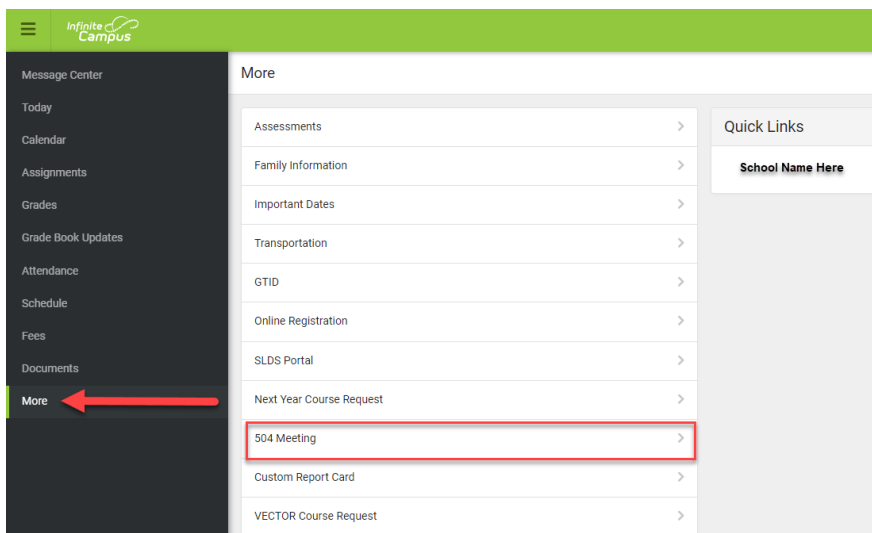 Infinite
Campus
Message Center
Today
Calendar
Assignments
Grades
Grade Book Updates
Attendance
Schedule
Fees
Documents
More
More
Assessments
Family Information
Important Dates
Transportation
GTID
Online Registration
SLDS Portal
Next Year Course Request
504 Meeting
Custom Report Card
VECTOR Course Request
Quick Links
School Name Here